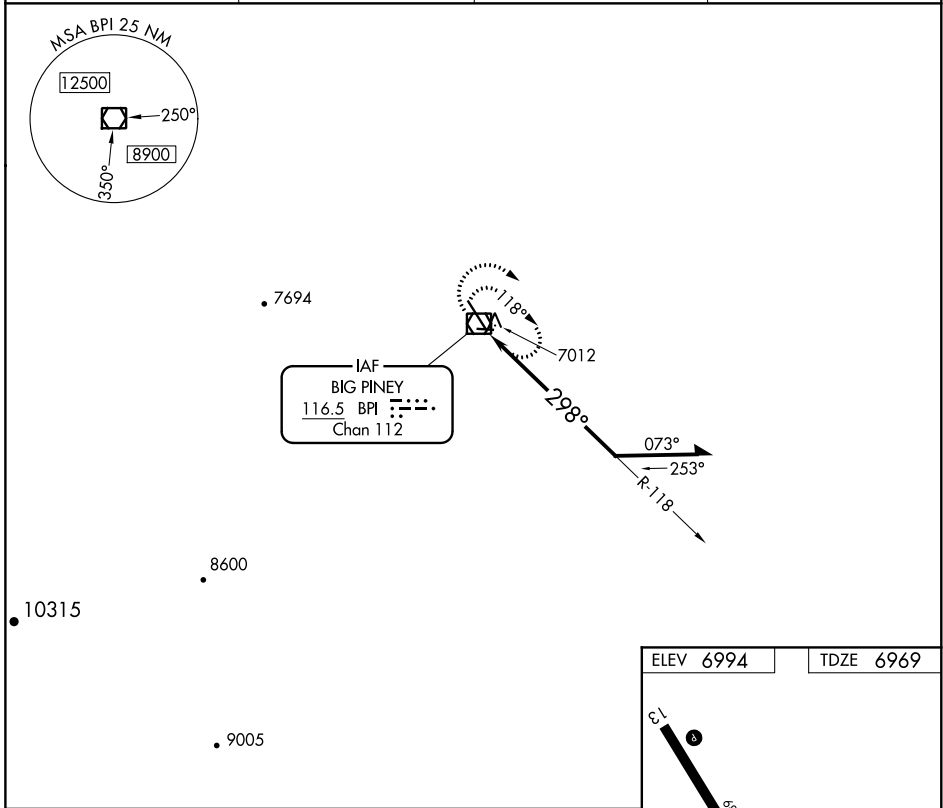 MSA BPI 25 NM
12500
250°
8900
350°
7694
118°
7012
IAF
BIG PINEY
116.5 BPI
Chan 112
298°
073°
253°
R-118
8600
10315
9005
ELEV 6994
TDZE 6969
13
P